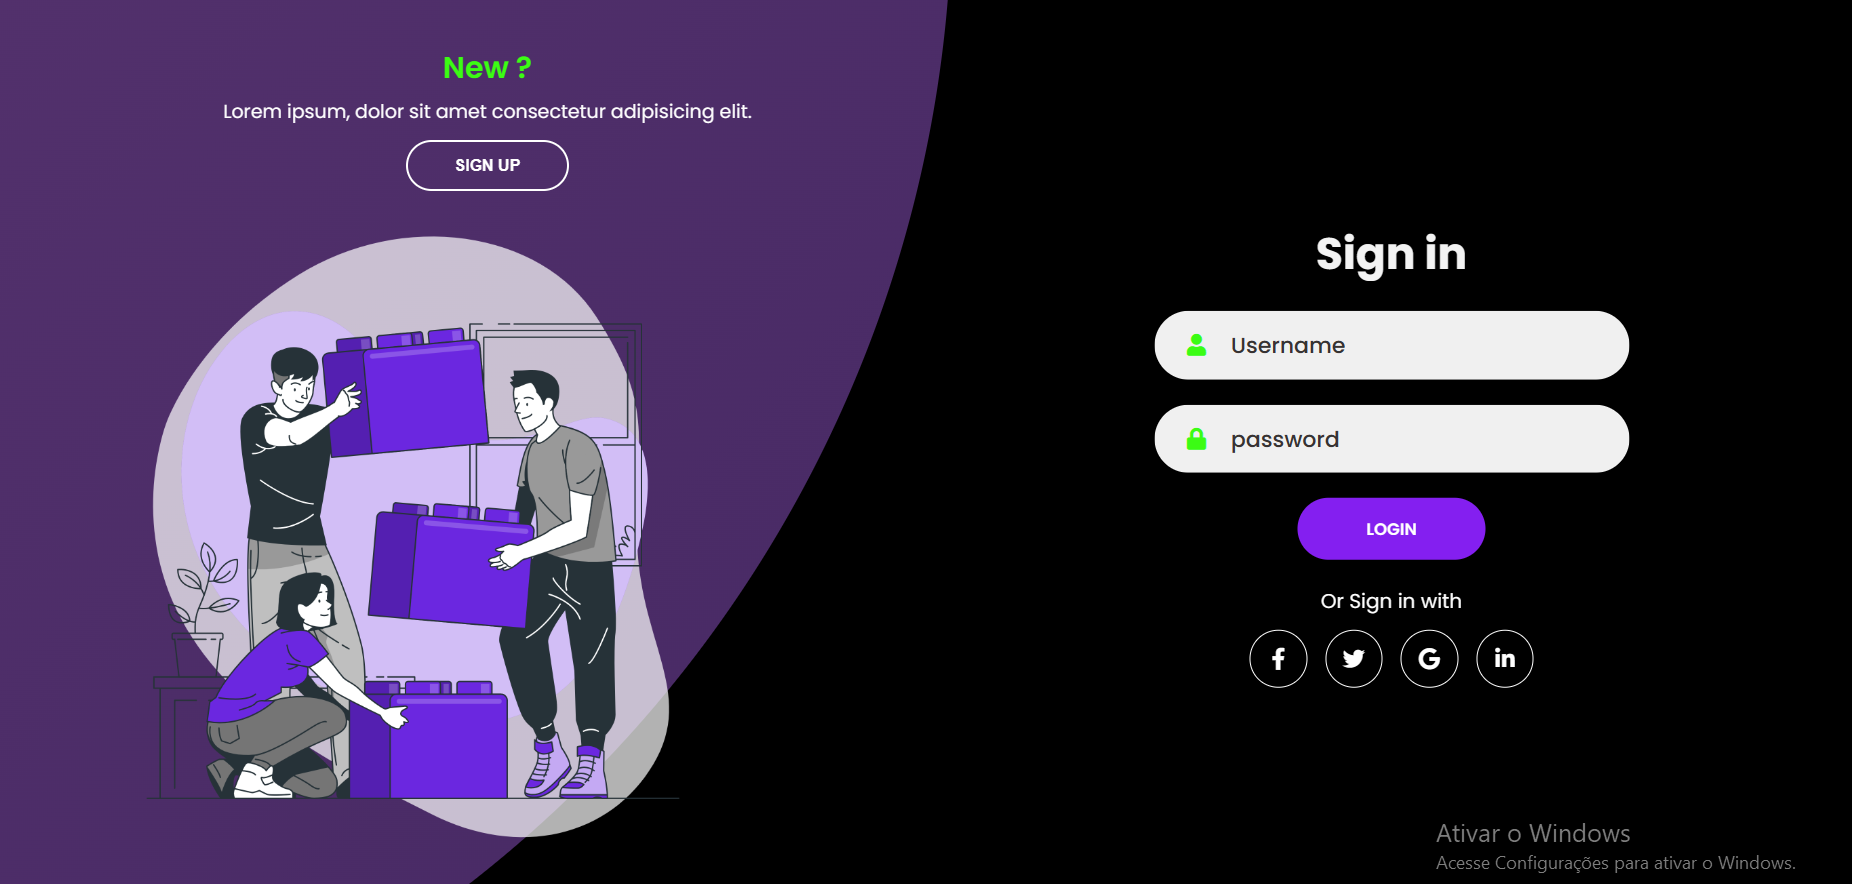 New ?
Lorem ipsum, dolor sit amet consectetur adipisicing elit.
SIGN UP
Sign in
Username
password
LOGIN
Or Sign in with
Ativar o Windows
Acesse Configurações para ativar o Windows.